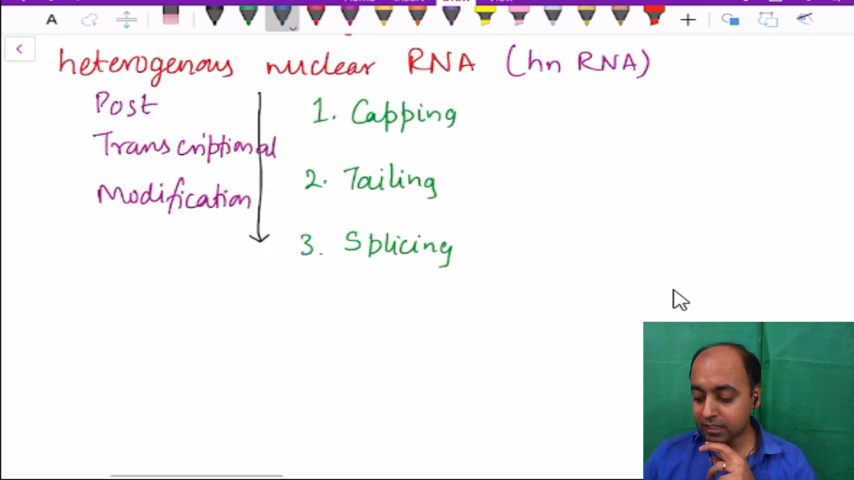 heterogenous nuclear RNA (hn RNA)
Post
Transcriptional
Modification
1. Capping
2. Tailing
3. Splicing